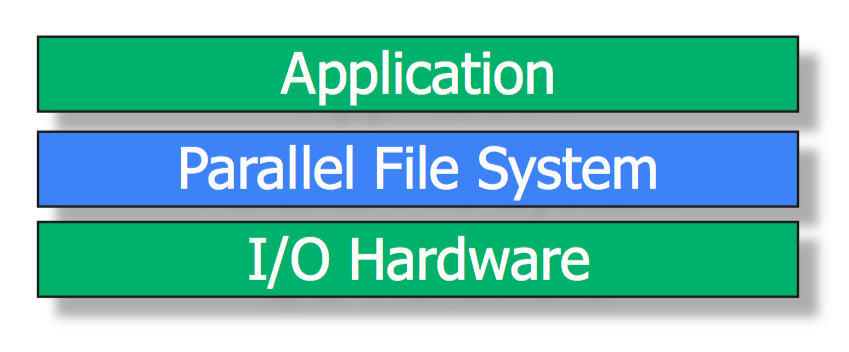 Application
Parallel File System
I/O Hardware